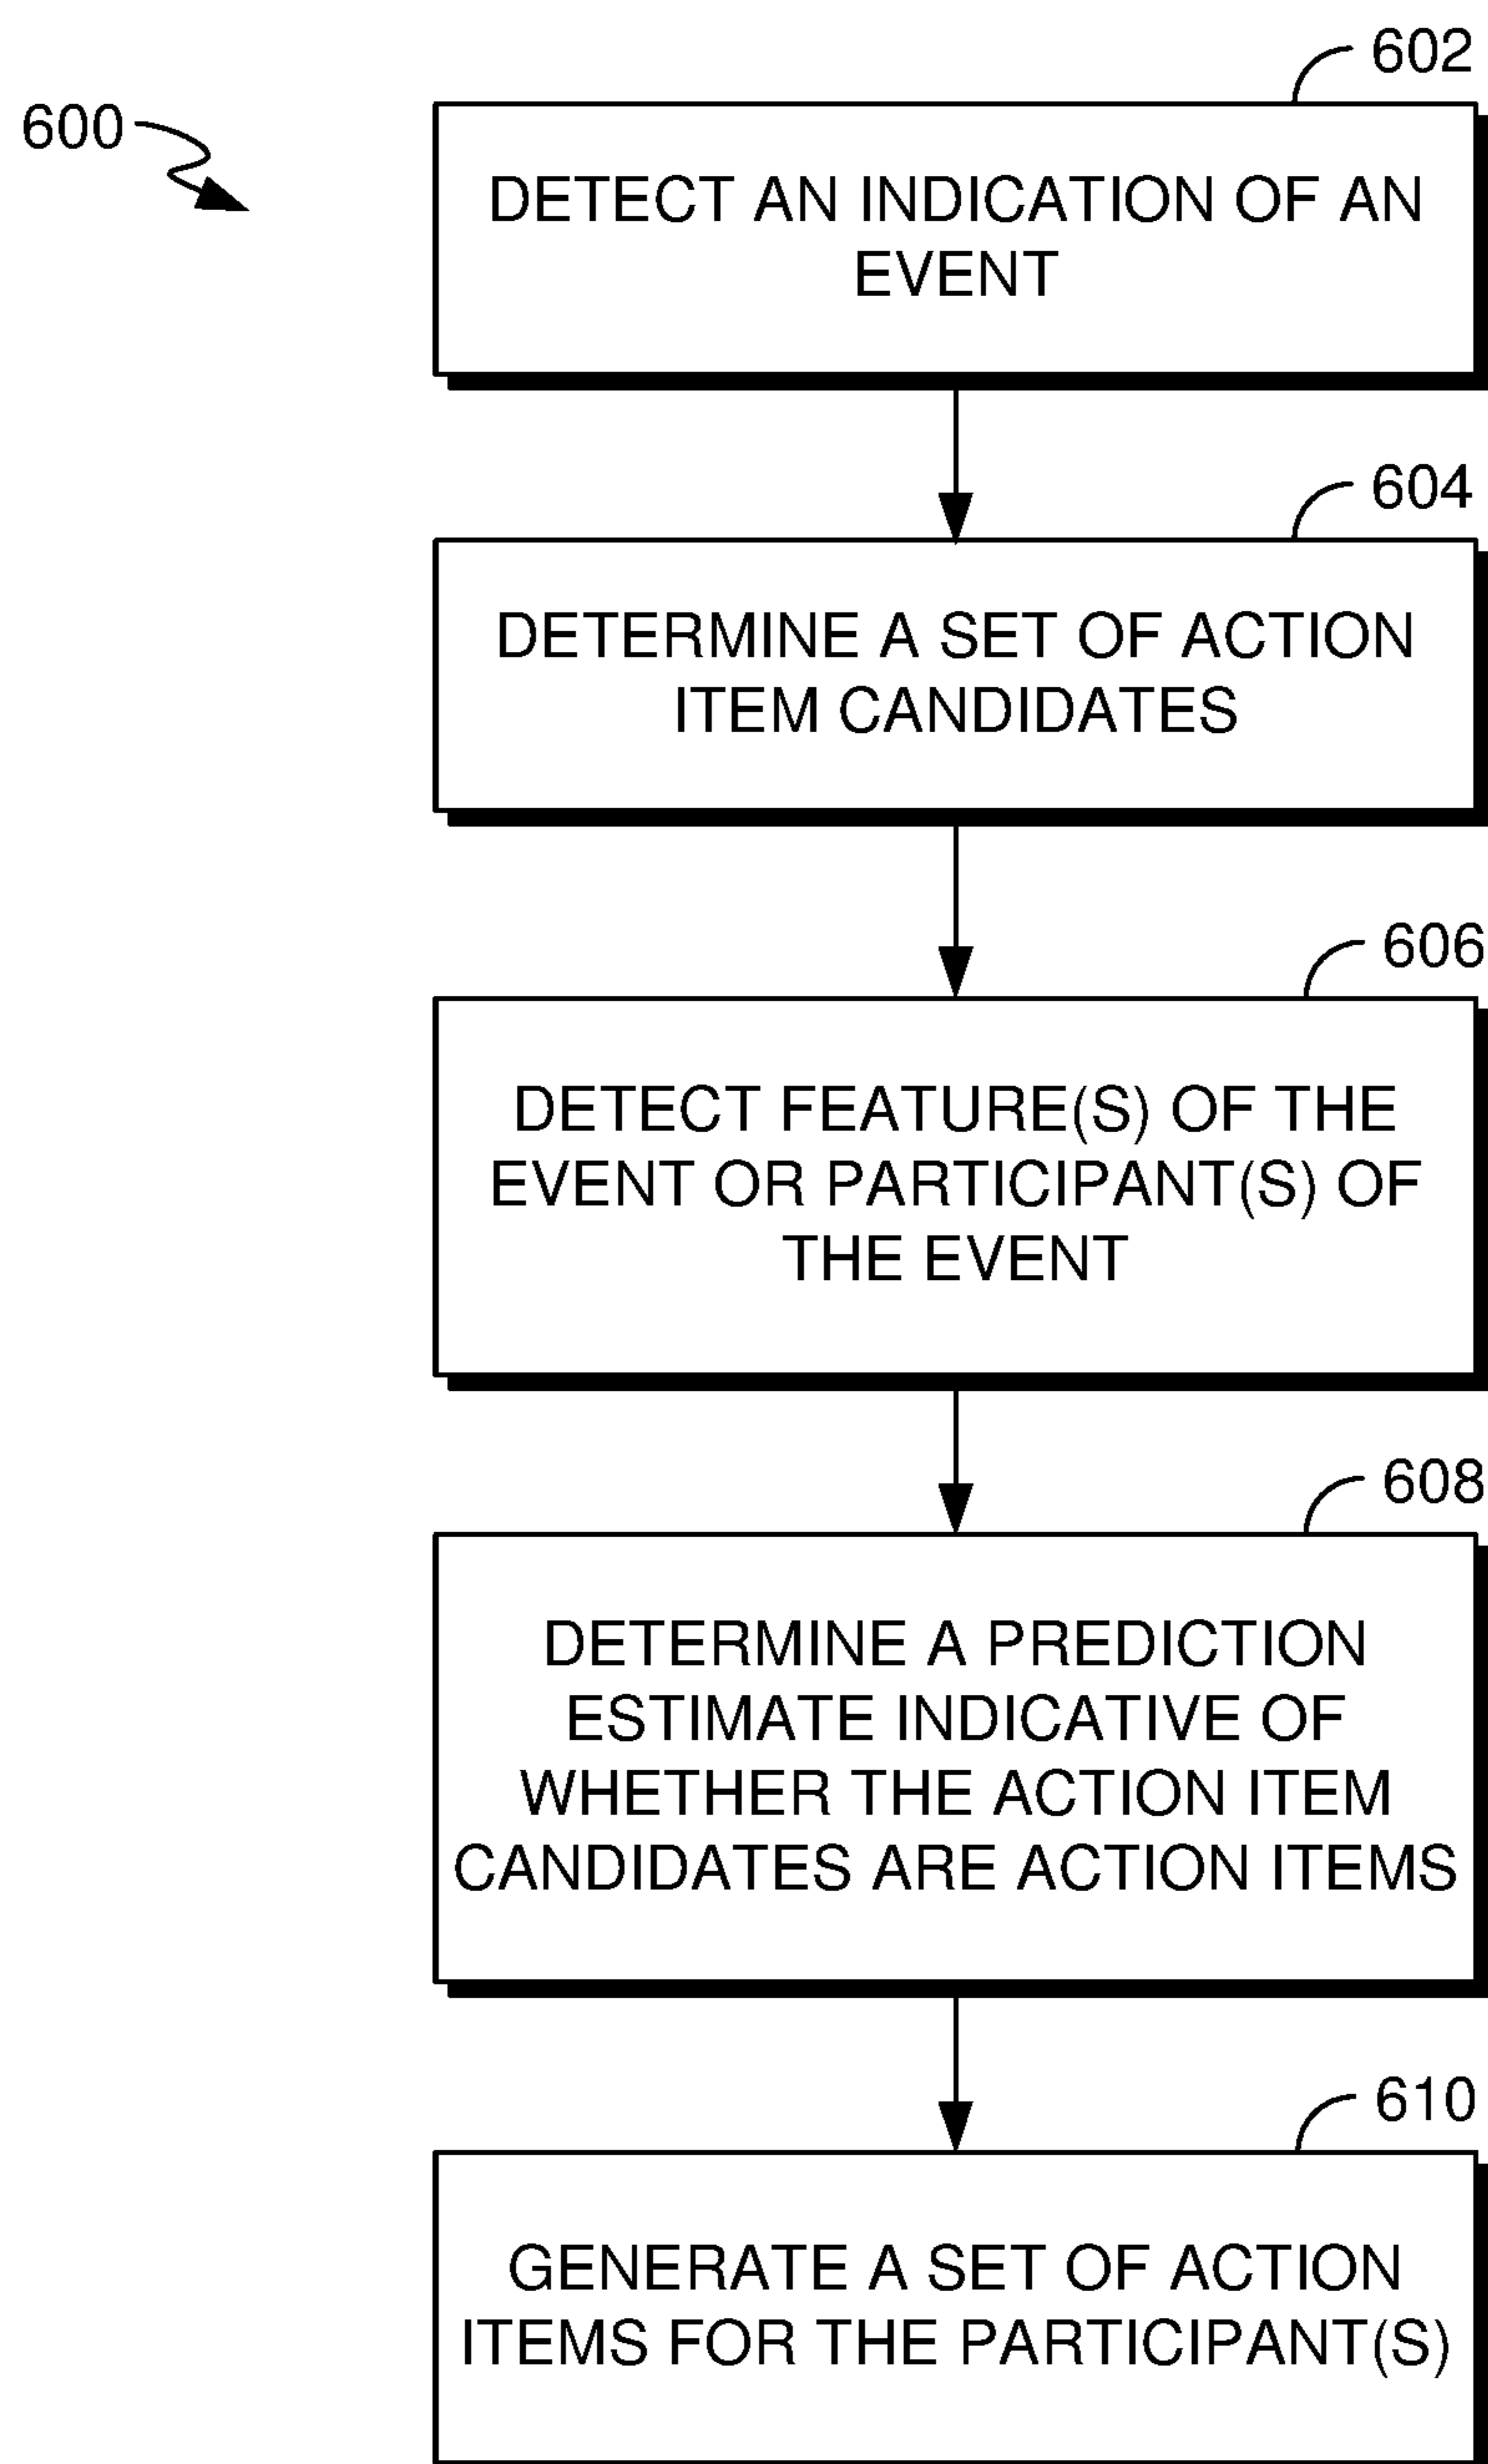 602
600
DETECT AN INDICATION OF AN
EVENT
604
DETERMINE A SET OF ACTION
ITEM CANDIDATES
606
DETECT FEATURE(S) OF THE
EVENT OR PARTICIPANT(S) OF
THE EVENT
608
DETERMINE A PREDICTION
ESTIMATE INDICATIVE OF
WHETHER THE ACTION ITEM
CANDIDATES ARE ACTION ITEMS
610
GENERATE A SET OF ACTION
ITEMS FOR THE PARTICIPANT(S)